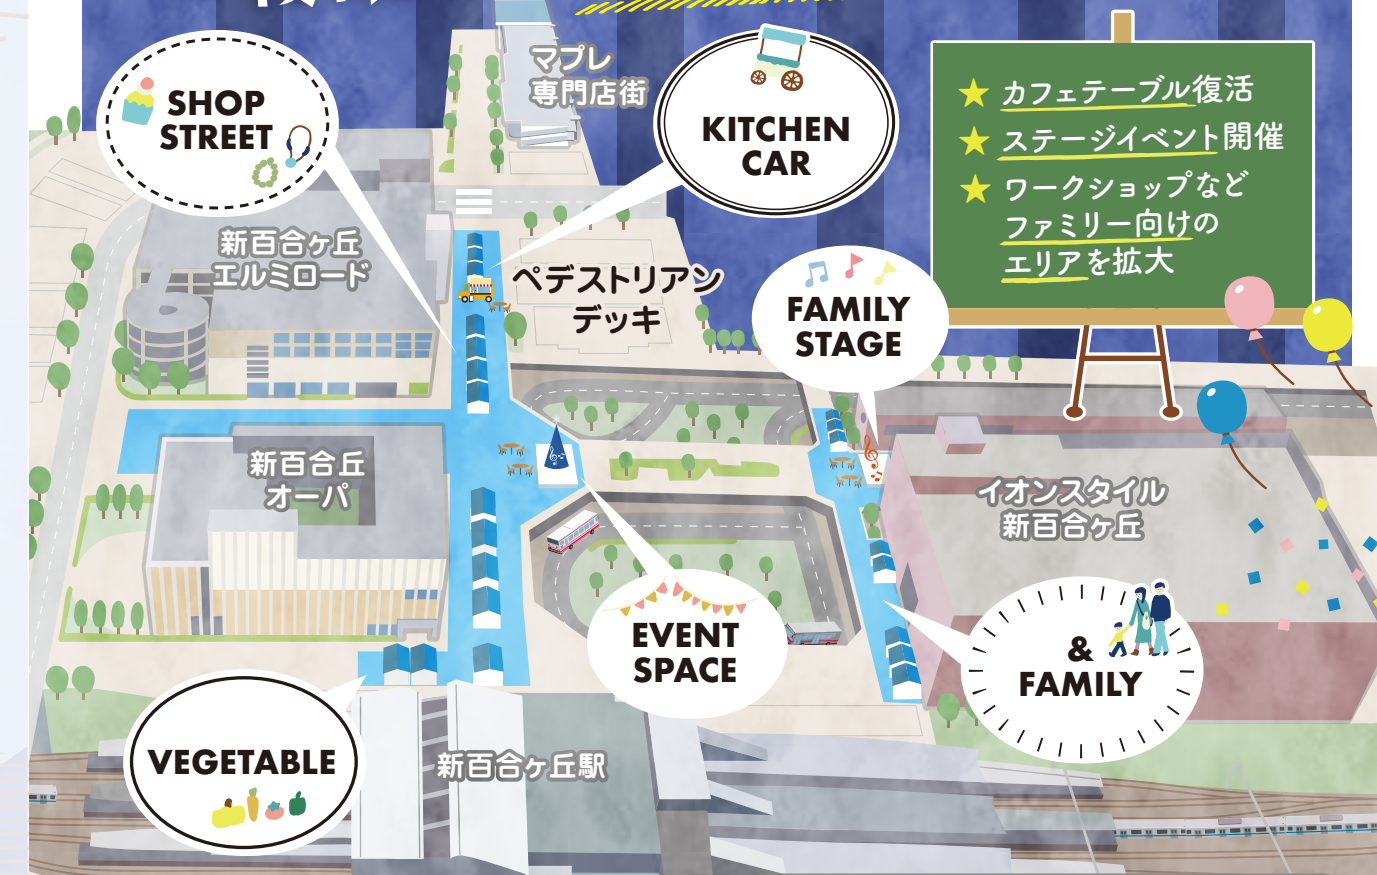 マプレ
専門店街
SHOP
STREET
KITCHEN
CAR
★ カフェテーブル復活
★ ステージイベント開催
★ ワークショップなど
ファミリー向けの
エリアを拡大
新百合ヶ丘
エルミロード
ペデストリアン
デッキ
FAMILY
STAGE
新百合丘
オーパ
イオンスタイル
新百合ヶ丘
EVENT
SPACE
&
FAMILY
VEGETABLE
新百合ヶ丘駅